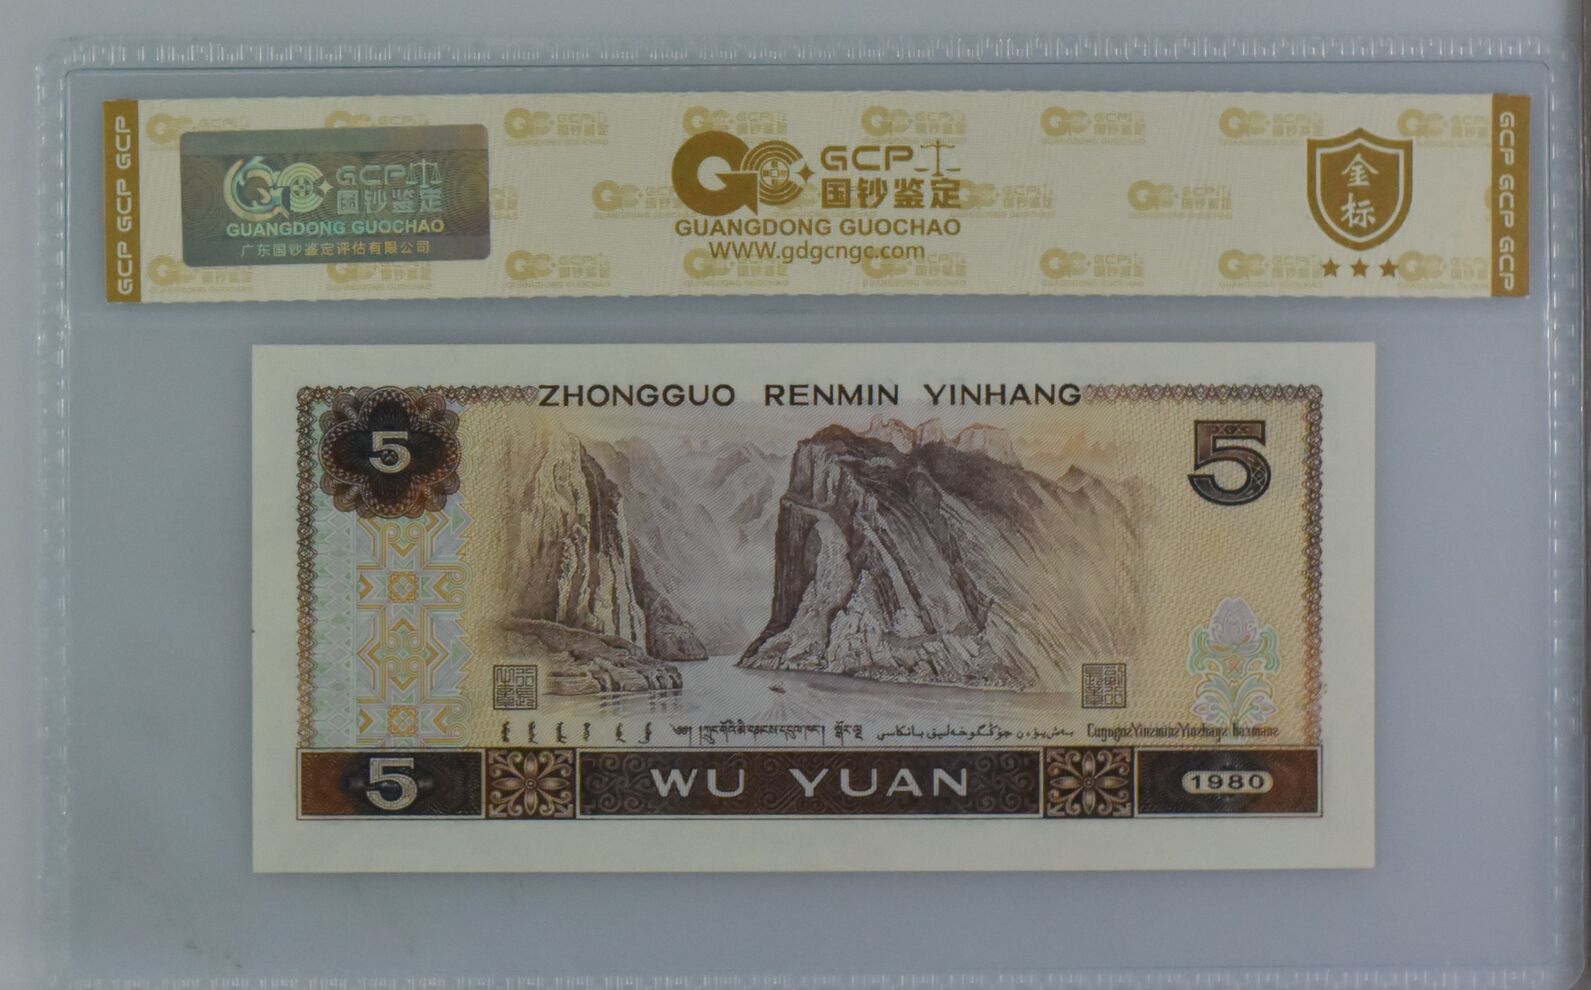 GCP GCP GCP
GCP
国钞鉴定
GUANGDONG GUOCHAO
广东国钞鉴定评估有限公司
GCP
国钞鉴定
GUANGDONG GUOCHAO
WWW.gdgcngc.com
金标
GCP GCP GCP
ZHONGGUO RENMIN YINHANG
5
5
5
WU YUAN
1980